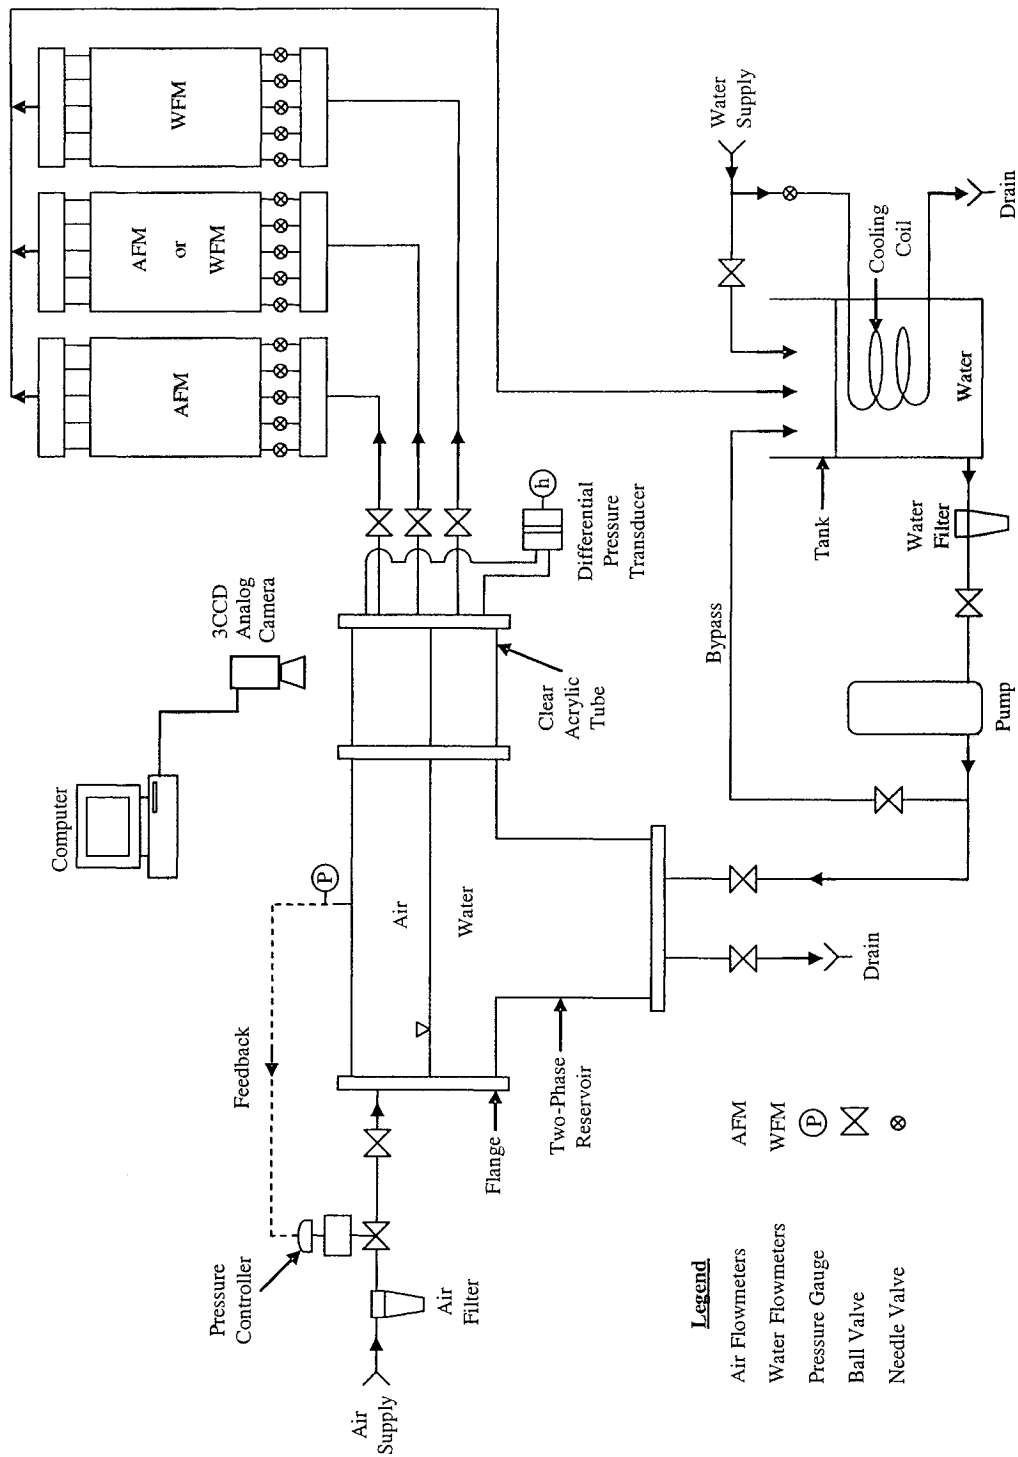 WFM
AFM
or
WFM
AFM
Water
Supply
Cooling
Coil
Drain
Water
Tank
Water
Filter
Pump
Bypass
h
Differential
Pressure
Transducer
3CCD
Analog
Camera
Clear
Acrylic
Tube
Computer
P
Air
Water
Drain
Feedback
Two-Phase
Reservoir
Flange
Pressure
Controller
Air
Filter
Air
Supply
Legend
Air Flowmeters AFM
Water Flowmeters WFM
Pressure Gauge P
Ball Valve
Needle Valve